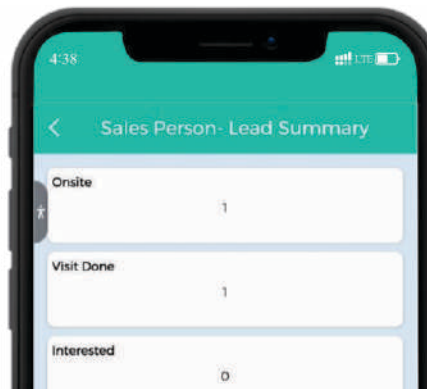 4:38 LTE
Sales Person- Lead Summary
Onsite
1
Visit Done
1
Interested
0